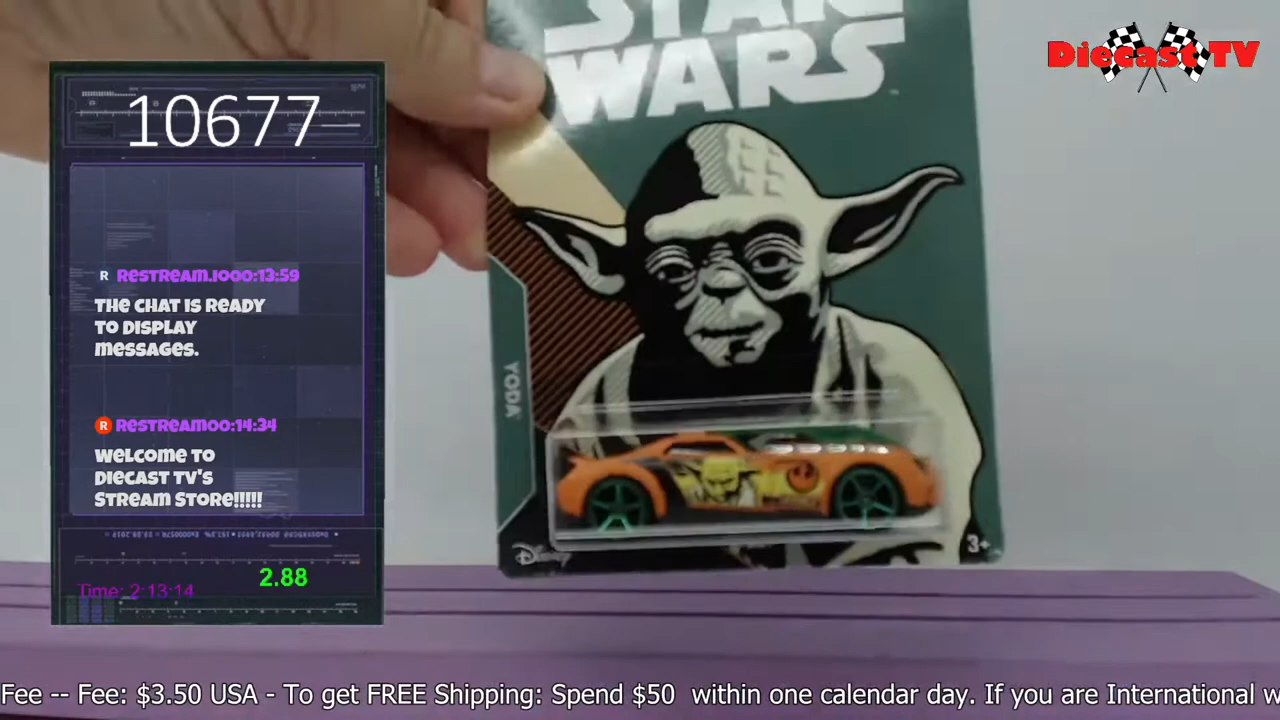 STAR
WARS
Diecast TV
10677
R Restream.io00:13:59
The chat is ready
to display
messages.
R Restream00:14:34
Welcome to
Diecast TV's
Stream Store!!!!!
YODA
2.88
Time: 2:13:14
Disney
3+
Fee -- Fee: $3.50 USA - To get FREE Shipping: Spend $50 within one calendar day. If you are International w